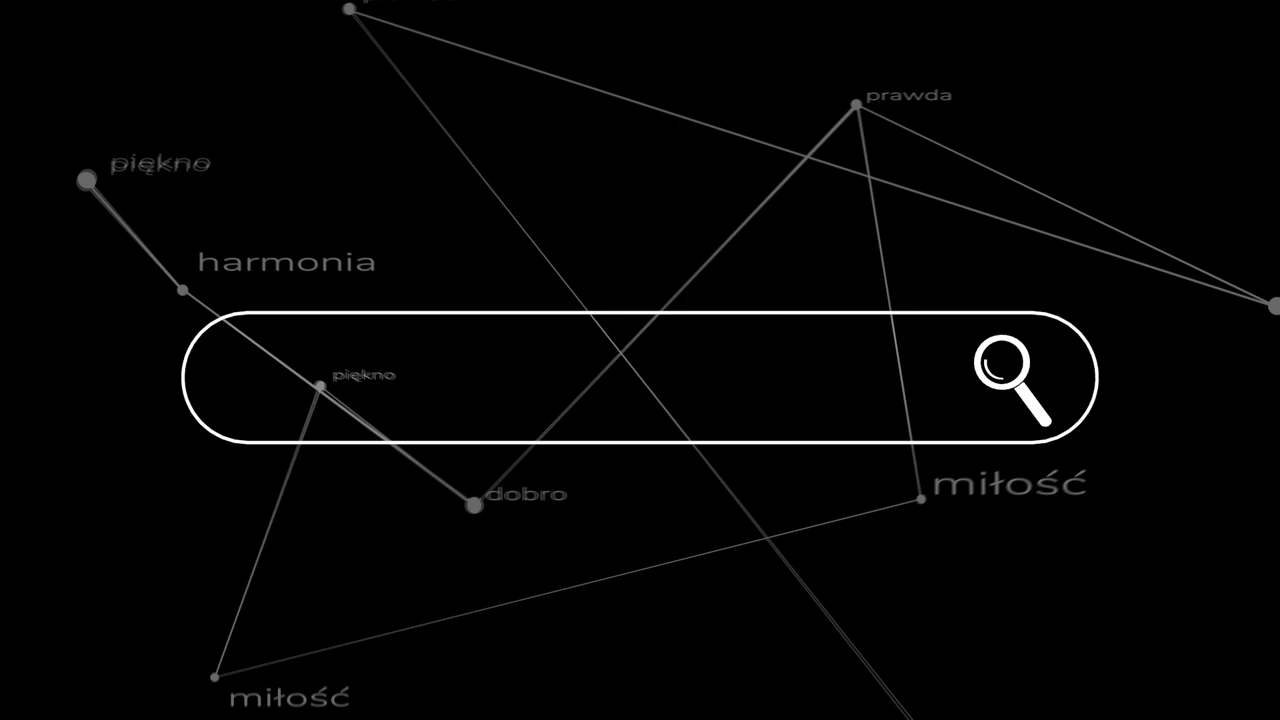 prawda
piękno
harmonia
piękno
miłość
dobro
miłość